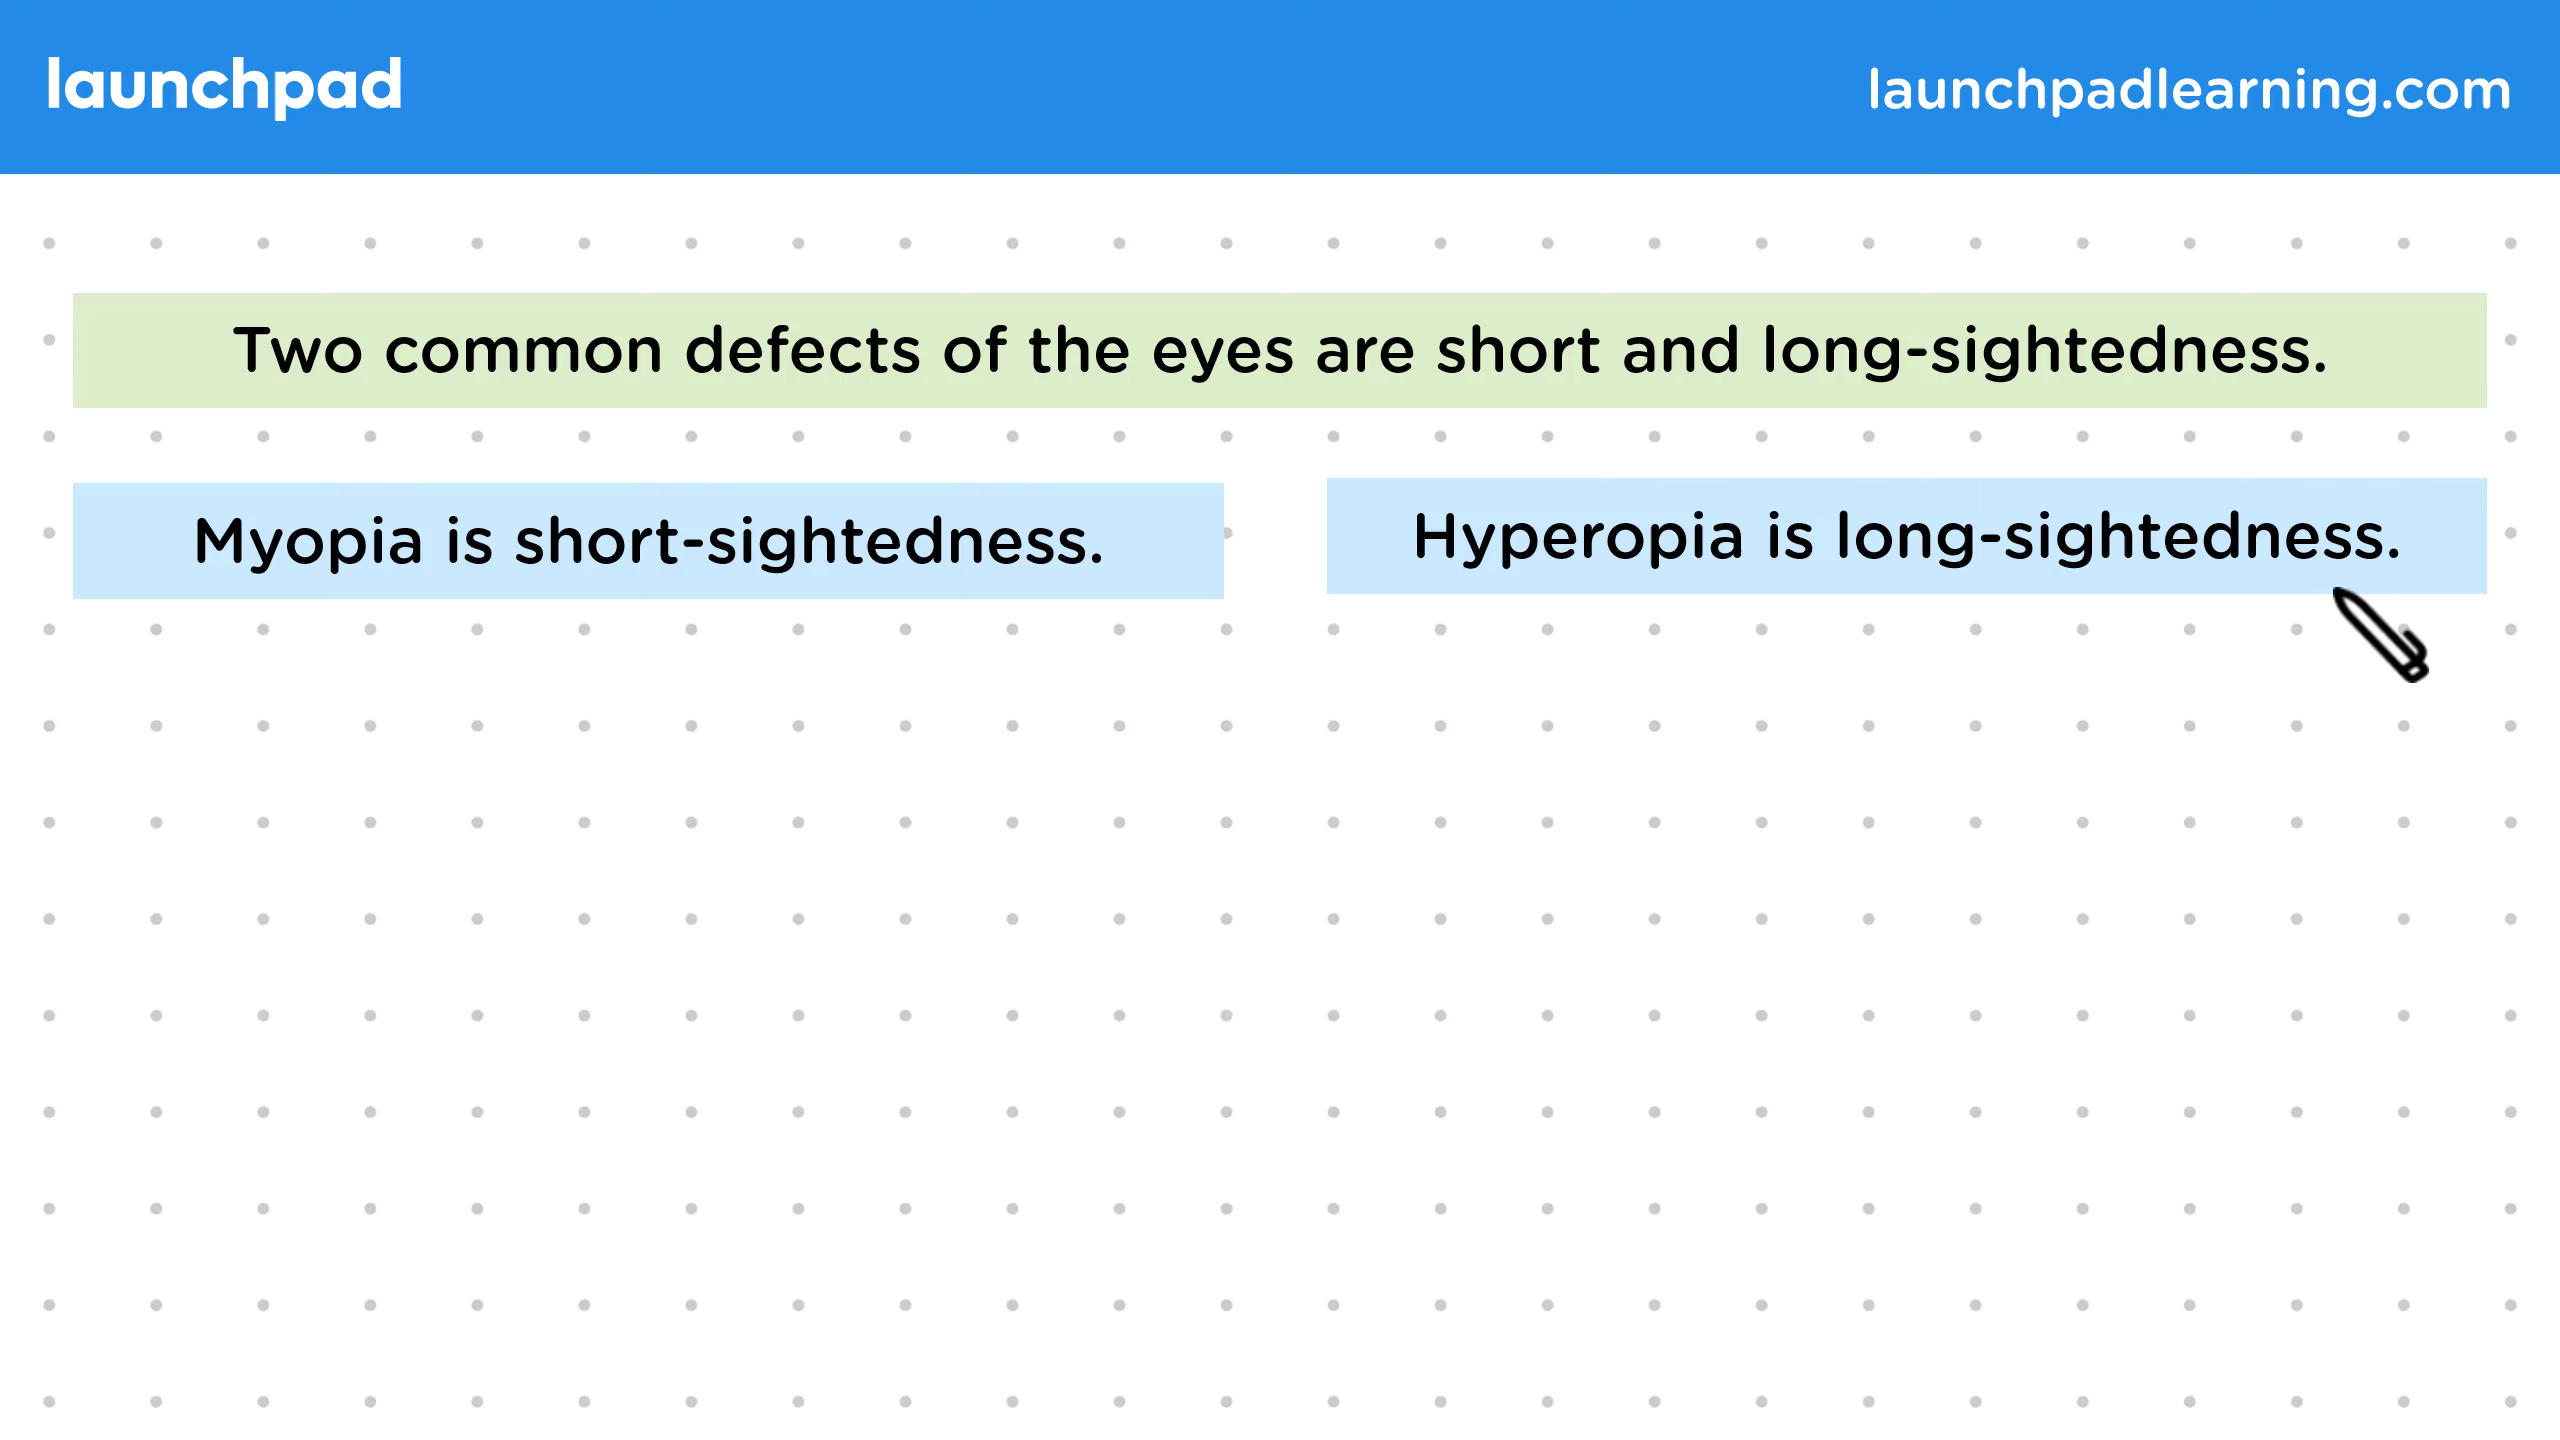 launchpad
launchpadlearning.com
Two common defects of the eyes are short and long-sightedness.
Myopia is short-sightedness.
Hyperopia is long-sightedness.